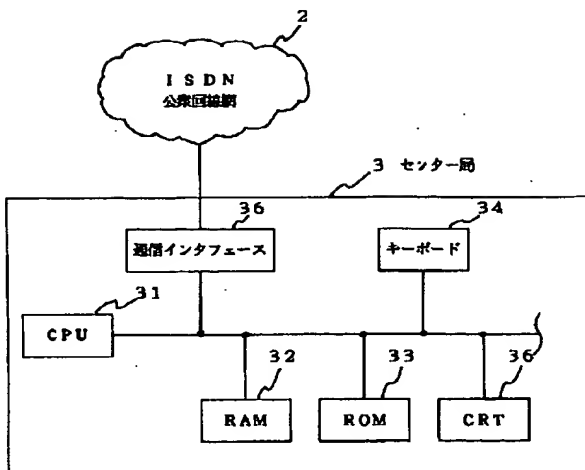 2
ISDN
公衆回線網
3 センター局
36
34
通信インタフェース
キーボード
31
CPU
32
33
36
RAM
ROM
CRT